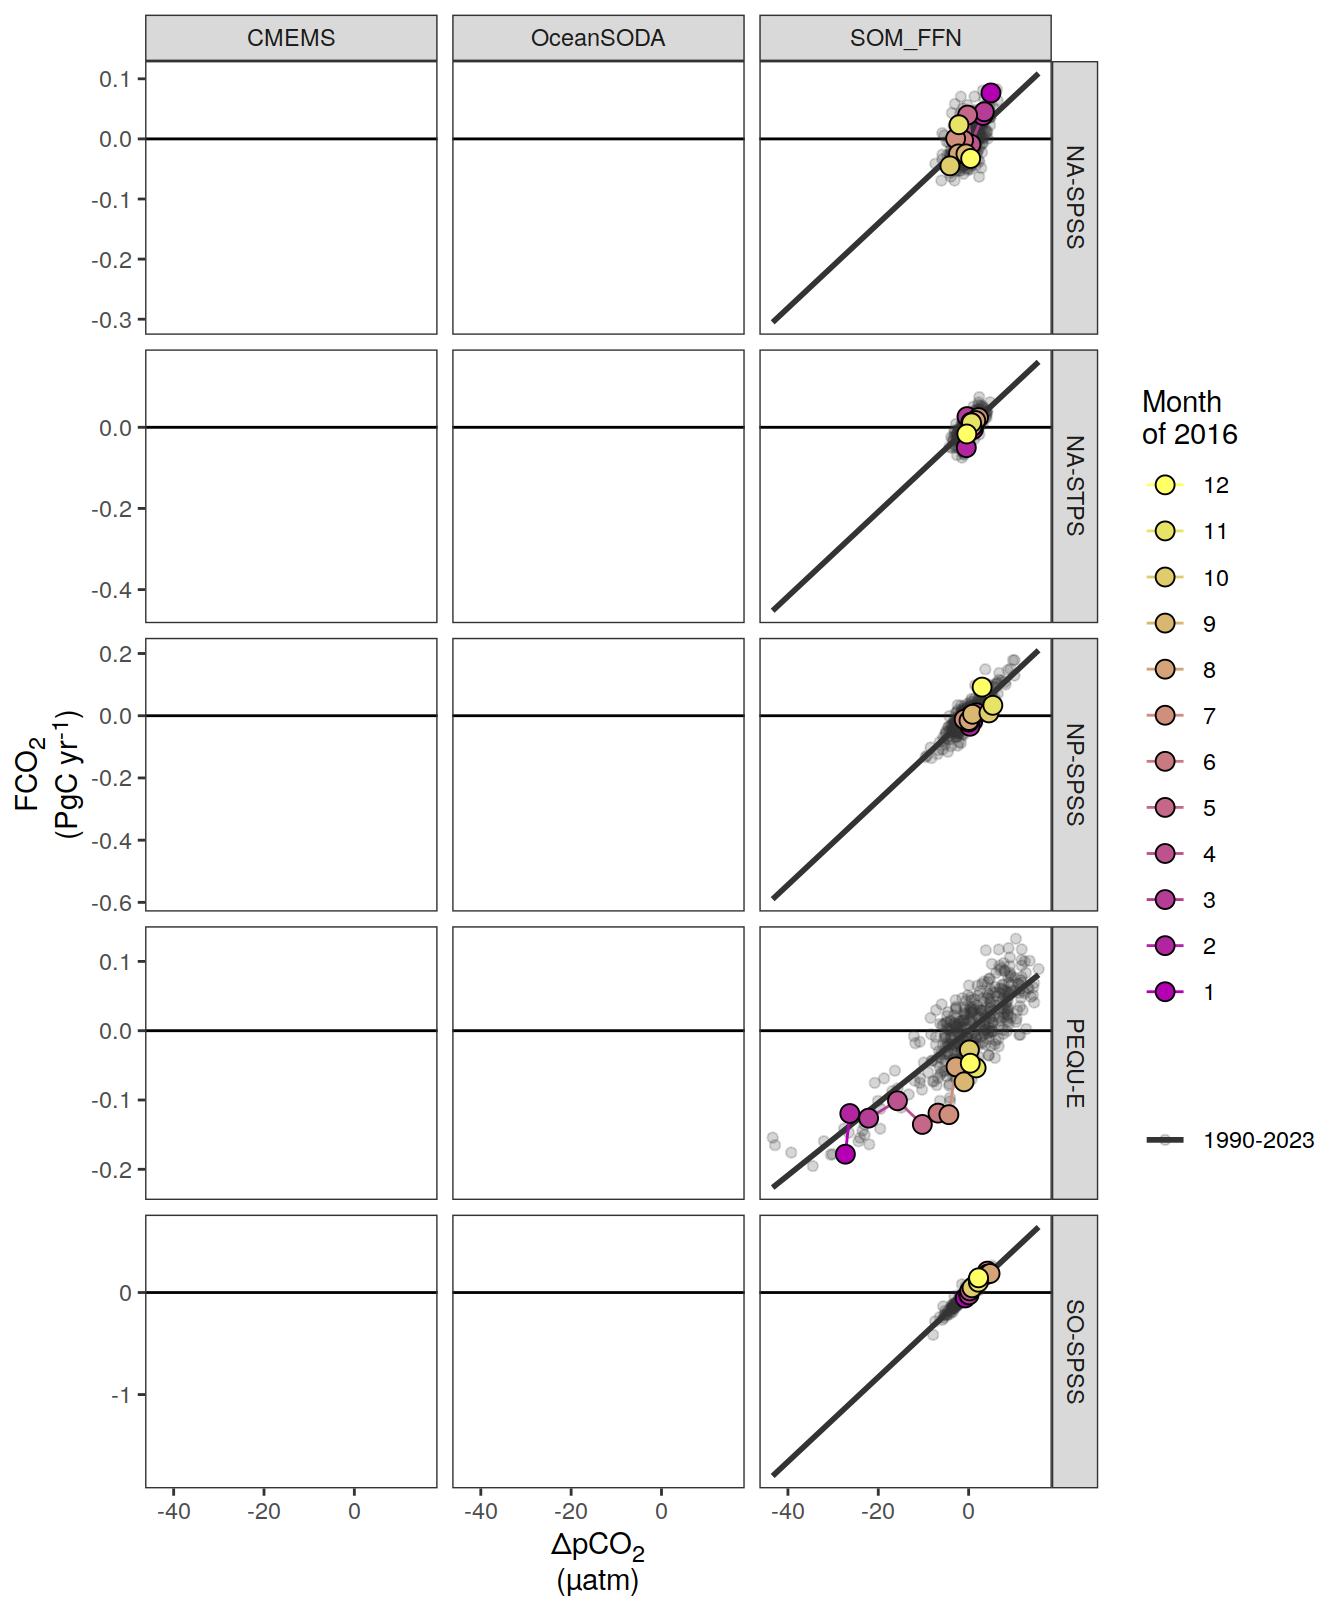 CMEMS OceanSODA SOM_FFN
0.1
0.0
-0.1
-0.2
-0.3
NA-SPSS
0.0
-0.2
-0.4
NA-STPS
0.2
0.0
-0.2
-0.4
-0.6
NP-SPSS
0.1
0.0
-0.1
-0.2
PEQU-E
0
-1
SO-SPSS
-40 -20 0 -40 -20 0 -40 -20 0
ΔpCO₂
(µatm)
FCO₂
(PgC yr⁻¹)
Month
of 2016
12
11
10
9
8
7
6
5
4
3
2
1
1990-2023